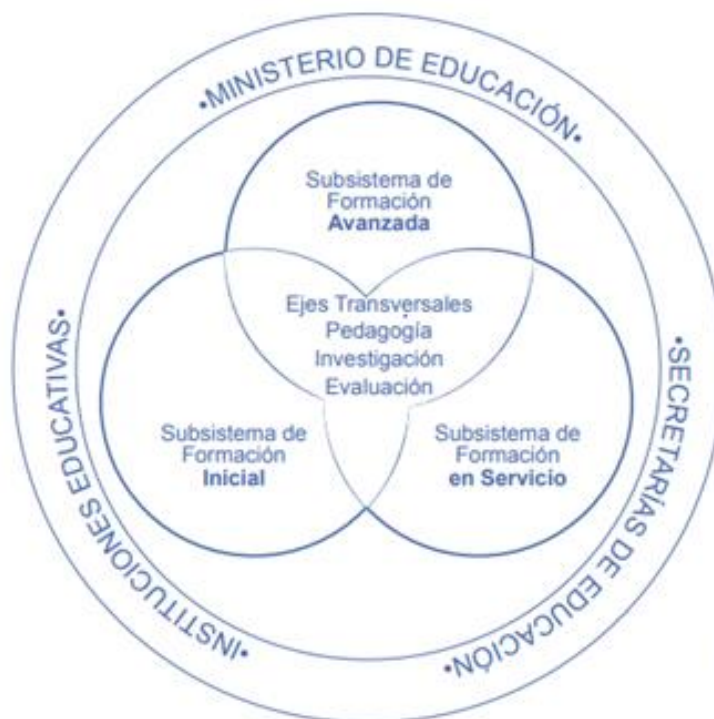 •MINISTERIO DE EDUCACIÓN•
Subsistema de
Formación
Avanzada
Ejes Transversales
Pedagogía
Investigación
Evaluación
Subsistema de
Formación
Inicial
Subsistema de
Formación
en Servicio
•INSTITUCIONES EDUCATIVAS•
•SECRETARÍAS DE EDUCACIÓN•